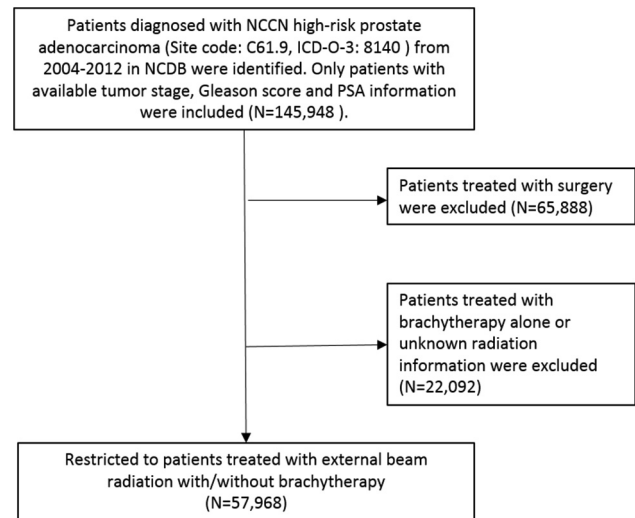 Patients diagnosed with NCCN high-risk prostate
adenocarcinoma (Site code: C61.9, ICD-O-3: 8140 ) from
2004-2012 in NCDB were identified. Only patients with
available tumor stage, Gleason score and PSA information
were included (N=145,948 ).
Patients treated with surgery
were excluded (N=65,888)
Patients treated with
brachytherapy alone or
unknown radiation
information were excluded
(N=22,092)
Restricted to patients treated with external beam
radiation with/without brachytherapy
(N=57,968)